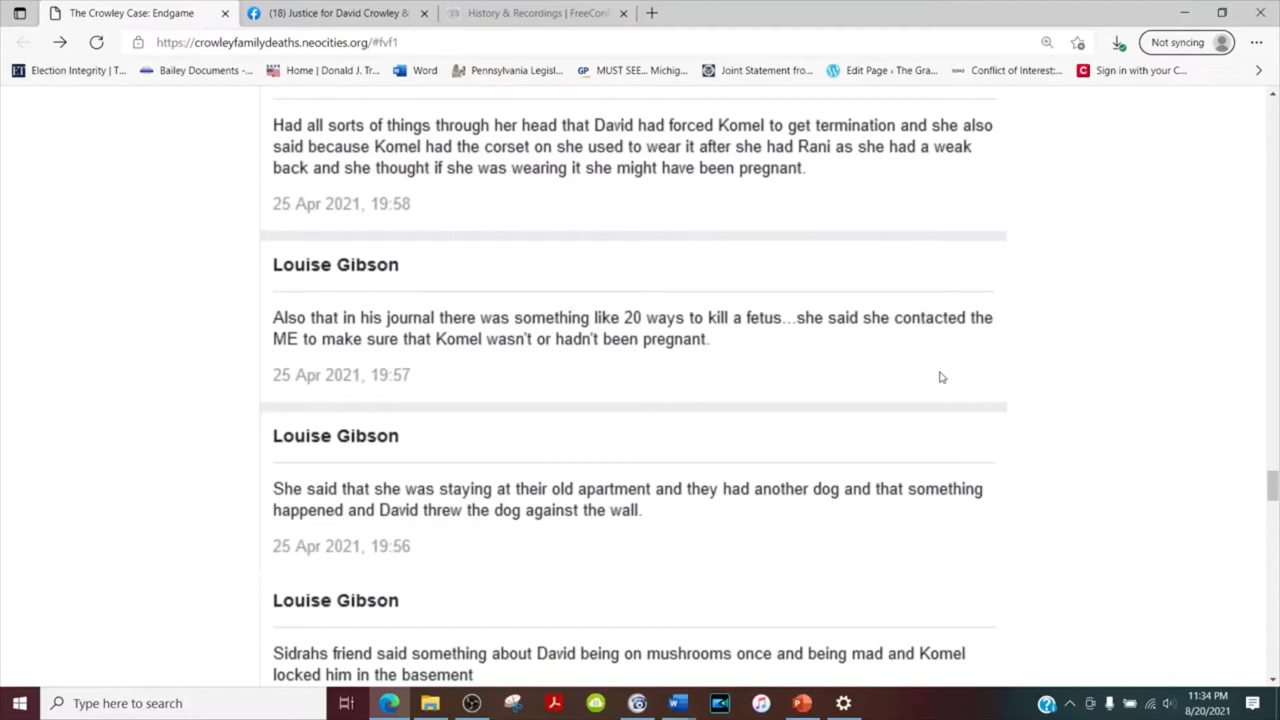 The Crowley Case: Endgame
(18) Justice for David Crowley &
History & Recordings | FreeConf
https://crowleyfamilydeaths.neocities.org/#fvf1
Not syncing
Election Integrity | T...
Bailey Documents -...
Home | Donald J. Tr...
Word
Pennsylvania Legisl...
MUST SEE... Michig...
Joint Statement fro...
Edit Page ‹ The Gra...
Conflict of Interest:...
Sign in with your C...
Had all sorts of things through her head that David had forced Komel to get termination and she also
said because Komel had the corset on she used to wear it after she had Rani as she had a weak
back and she thought if she was wearing it she might have been pregnant.
25 Apr 2021, 19:58
Louise Gibson
Also that in his journal there was something like 20 ways to kill a fetus...she said she contacted the
ME to make sure that Komel wasn't or hadn't been pregnant.
25 Apr 2021, 19:57
Louise Gibson
She said that she was staying at their old apartment and they had another dog and that something
happened and David threw the dog against the wall.
25 Apr 2021, 19:56
Louise Gibson
Sidrahs friend said something about David being on mushrooms once and being mad and Komel
locked him in the basement
Type here to search
11:34 PM
8/20/2021